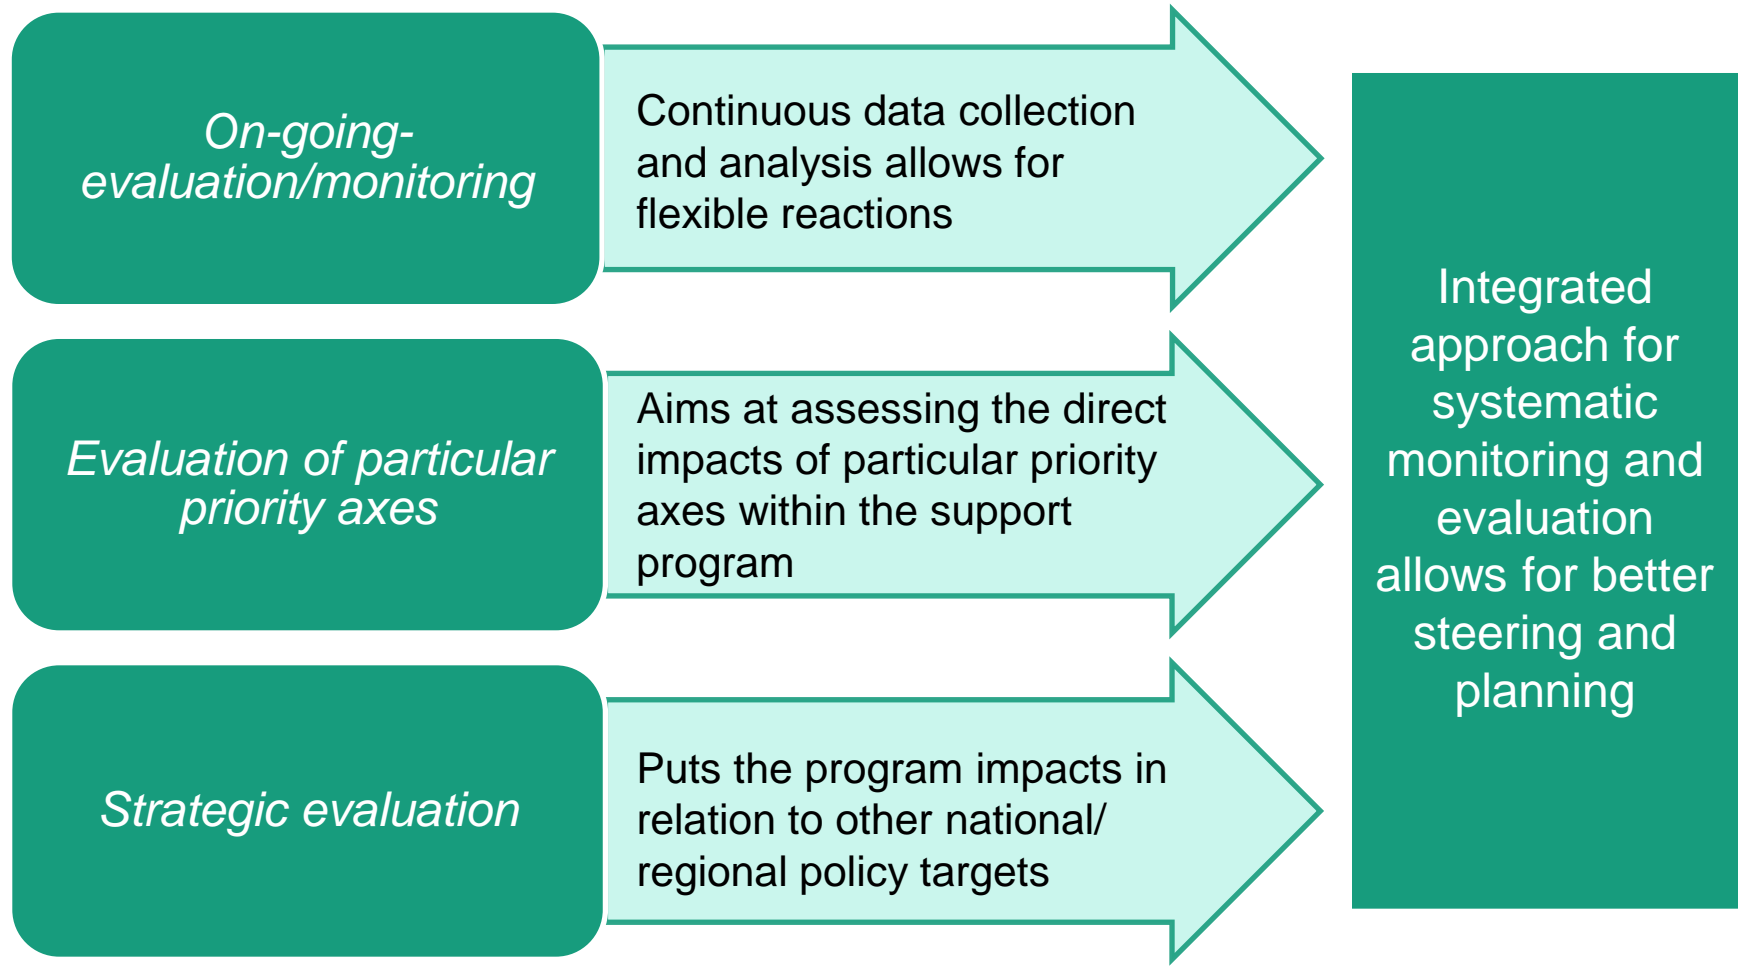 On-going-
evaluation/monitoring
Continuous data collection
and analysis allows for
flexible reactions
Evaluation of particular
priority axes
Aims at assessing the direct
impacts of particular priority
axes within the support
program
Strategic evaluation
Puts the program impacts in
relation to other national/
regional policy targets
Integrated
approach for
systematic
monitoring and
evaluation
allows for better
steering and
planning